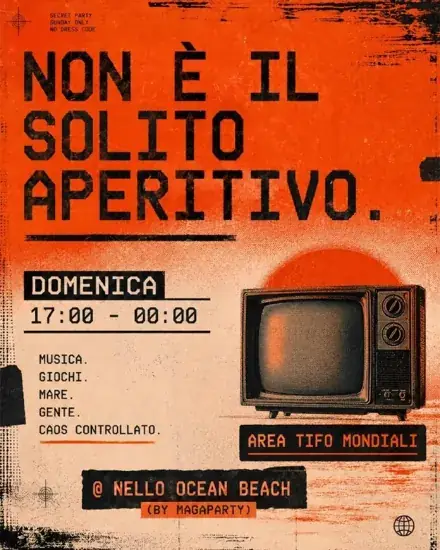 SECRET PARTY
SUNDAY ONLY
NO DRESS CODE
NON È IL
SOLITO
APERITIVO.
DOMENICA
17:00 - 00:00
MUSICA.
GIOCHI.
MARE.
GENTE.
CAOS CONTROLLATO.
AREA TIFO MONDIALI
@ NELLO OCEAN BEACH
(BY MAGAPARTY)